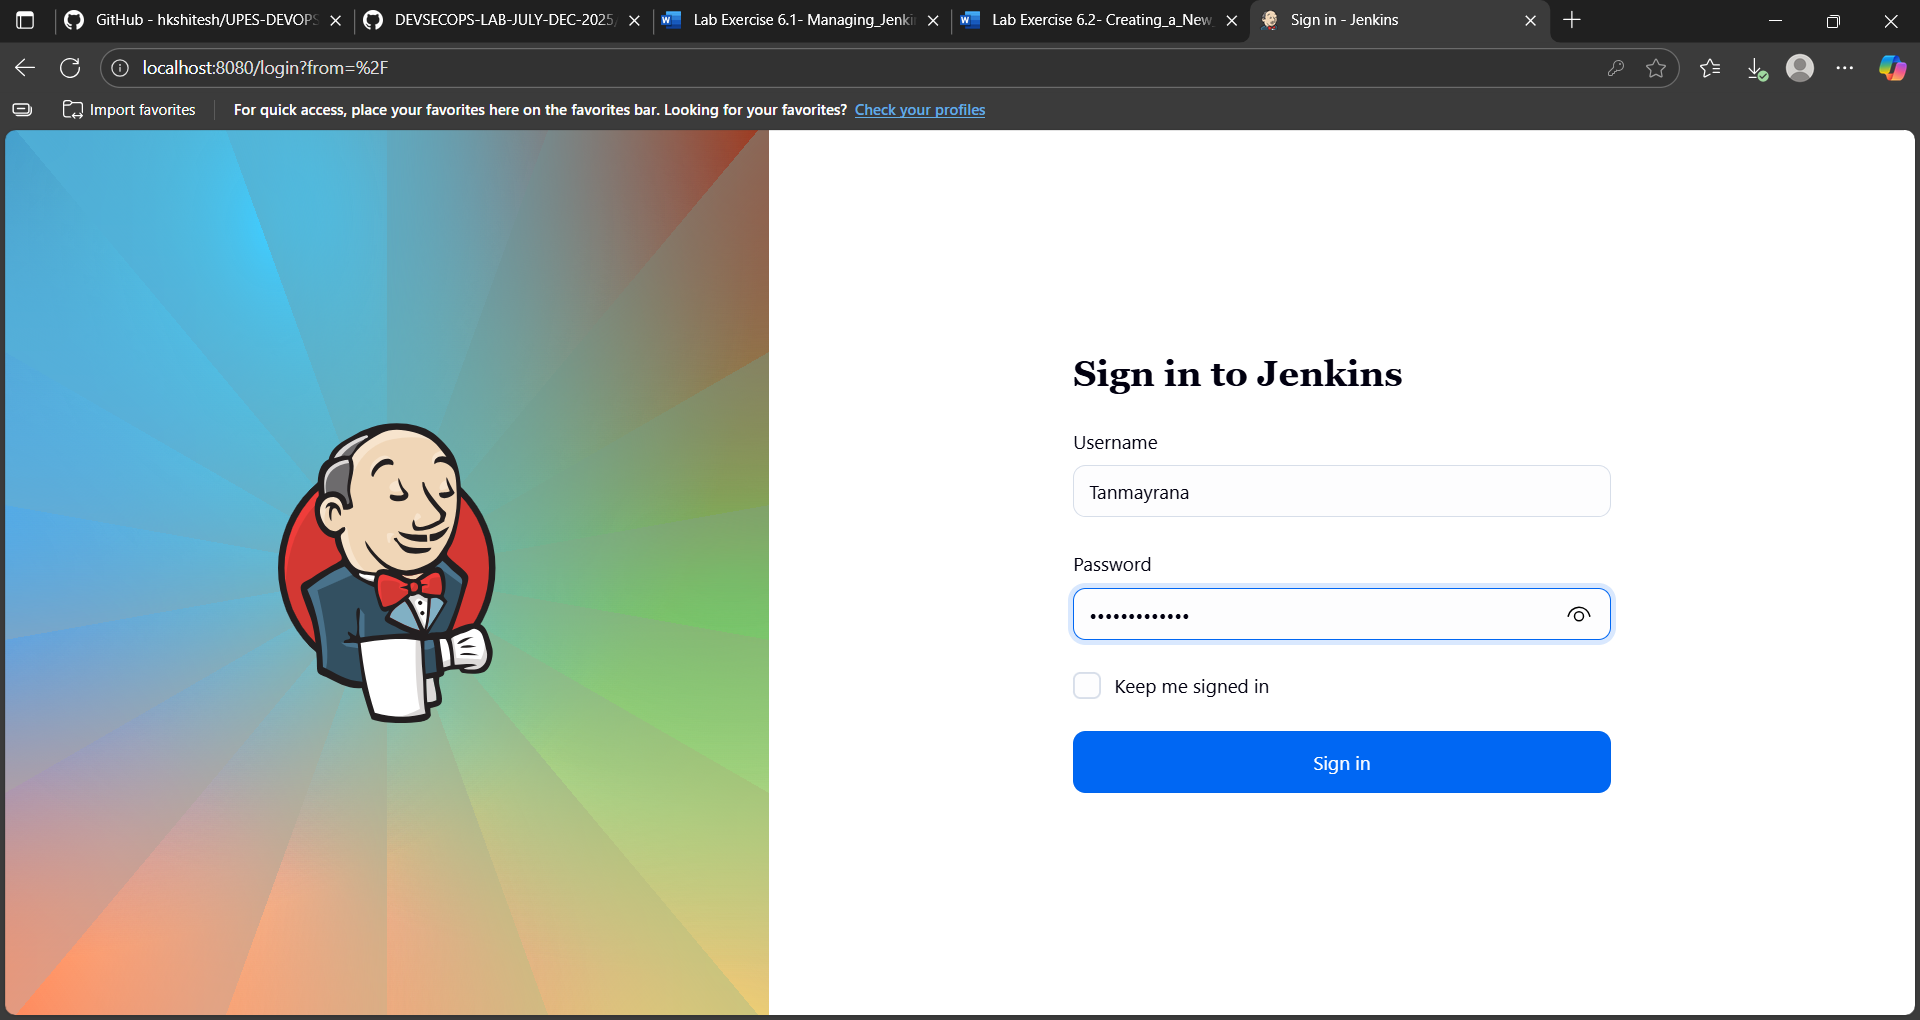 GitHub - hkshitesh/UPES-DEVOPS
DEVSECOPS-LAB-JULY-DEC-2025/
Lab Exercise 6.1- Managing_Jenki
Lab Exercise 6.2- Creating_a_New_
Sign in - Jenkins
localhost:8080/login?from=%2F
Import favorites
For quick access, place your favorites here on the favorites bar. Looking for your favorites? Check your profiles
Sign in to Jenkins
Username
Tanmayrana
Password
•••••••••••••
Keep me signed in
Sign in